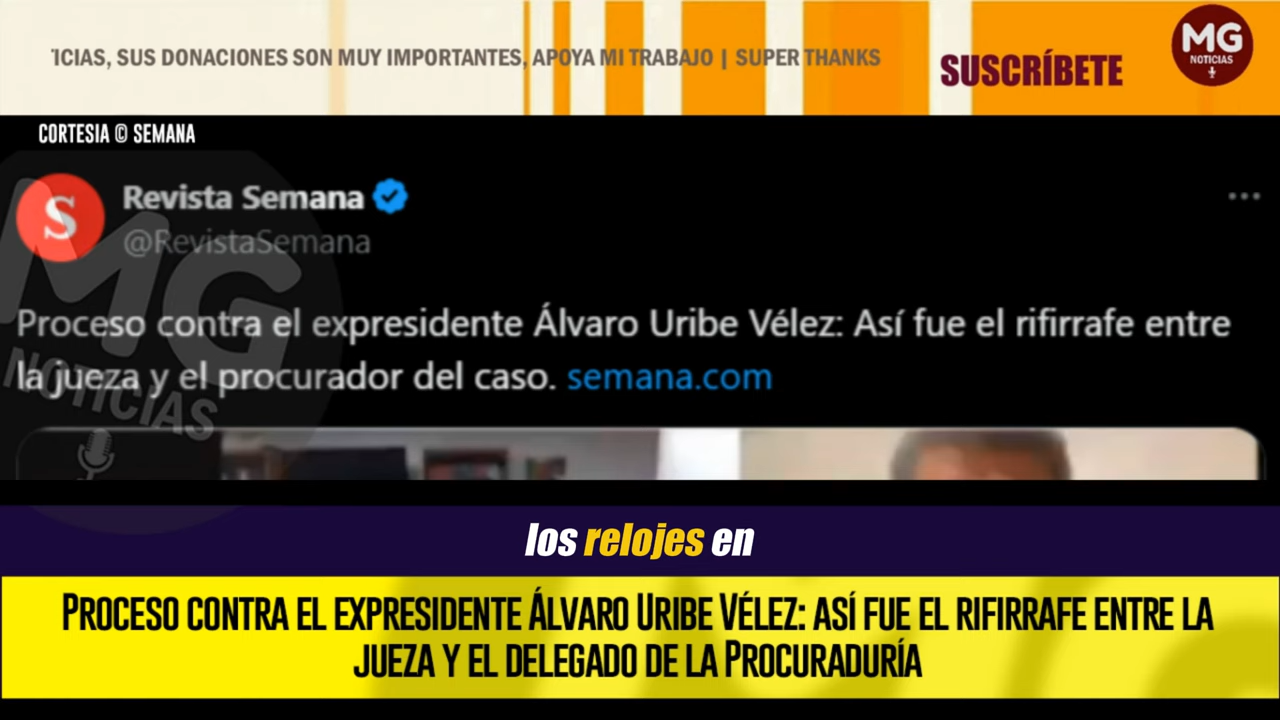 ICIAS, SUS DONACIONES SON MUY IMPORTANTES, APOYA MI TRABAJO | SUPER THANKS
SUSCRÍBETE
MG
NOTICIAS
CORTESIA © SEMANA
S
Revista Semana
@RevistaSemana
Proceso contra el expresidente Álvaro Uribe Vélez: Así fue el rifirrafe entre
la jueza y el procurador del caso. semana.com
MG
NOTICIAS
los relojes en
PROCESO CONTRA EL EXPRESIDENTE ÁLVARO URIBE VÉLEZ: ASÍ FUE EL RIFIRRAFE ENTRE LA
JUEZA Y EL DELEGADO DE LA PROCURADURÍA